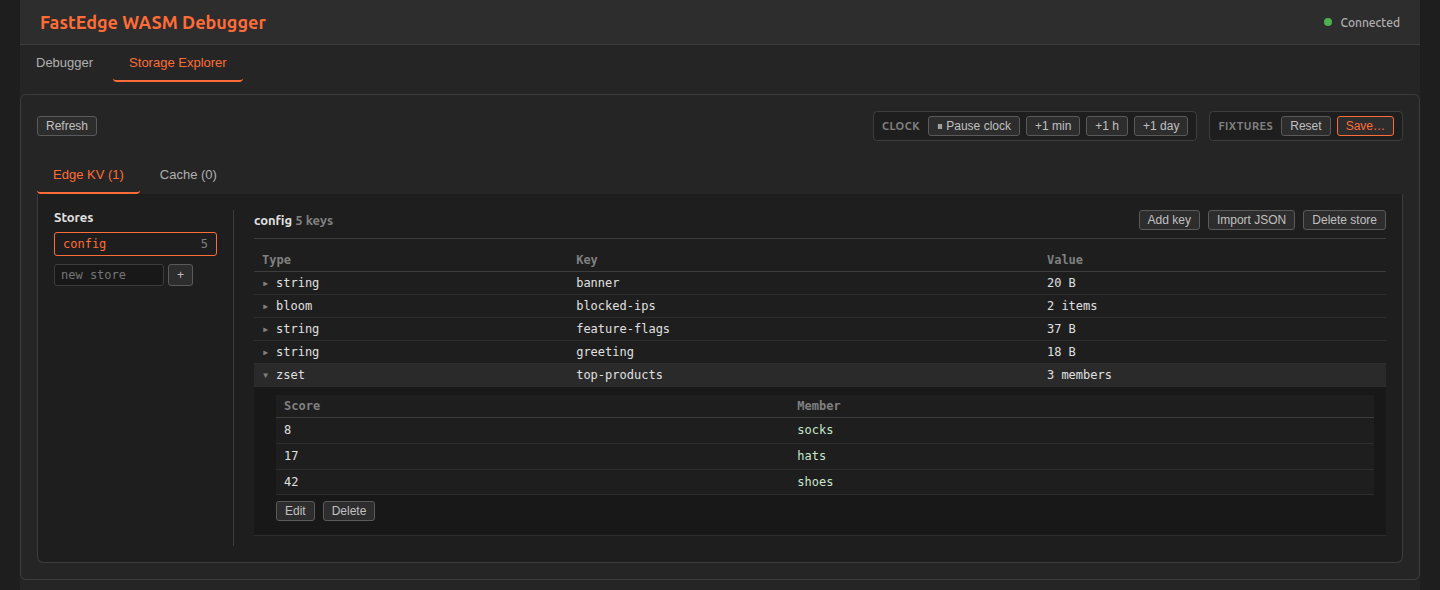 FastEdge WASM Debugger
Connected
Debugger
Storage Explorer
Refresh
CLOCK
Pause clock
+1 min
+1 h
+1 day
FIXTURES
Reset
Save…
Edge KV (1)
Cache (0)
Stores
config 5
new store
+
config 5 keys
Add key
Import JSON
Delete store
Type Key Value
string banner 20 B
bloom blocked-ips 2 items
string feature-flags 37 B
string greeting 18 B
zset top-products 3 members
Score Member
8 socks
17 hats
42 shoes
Edit
Delete